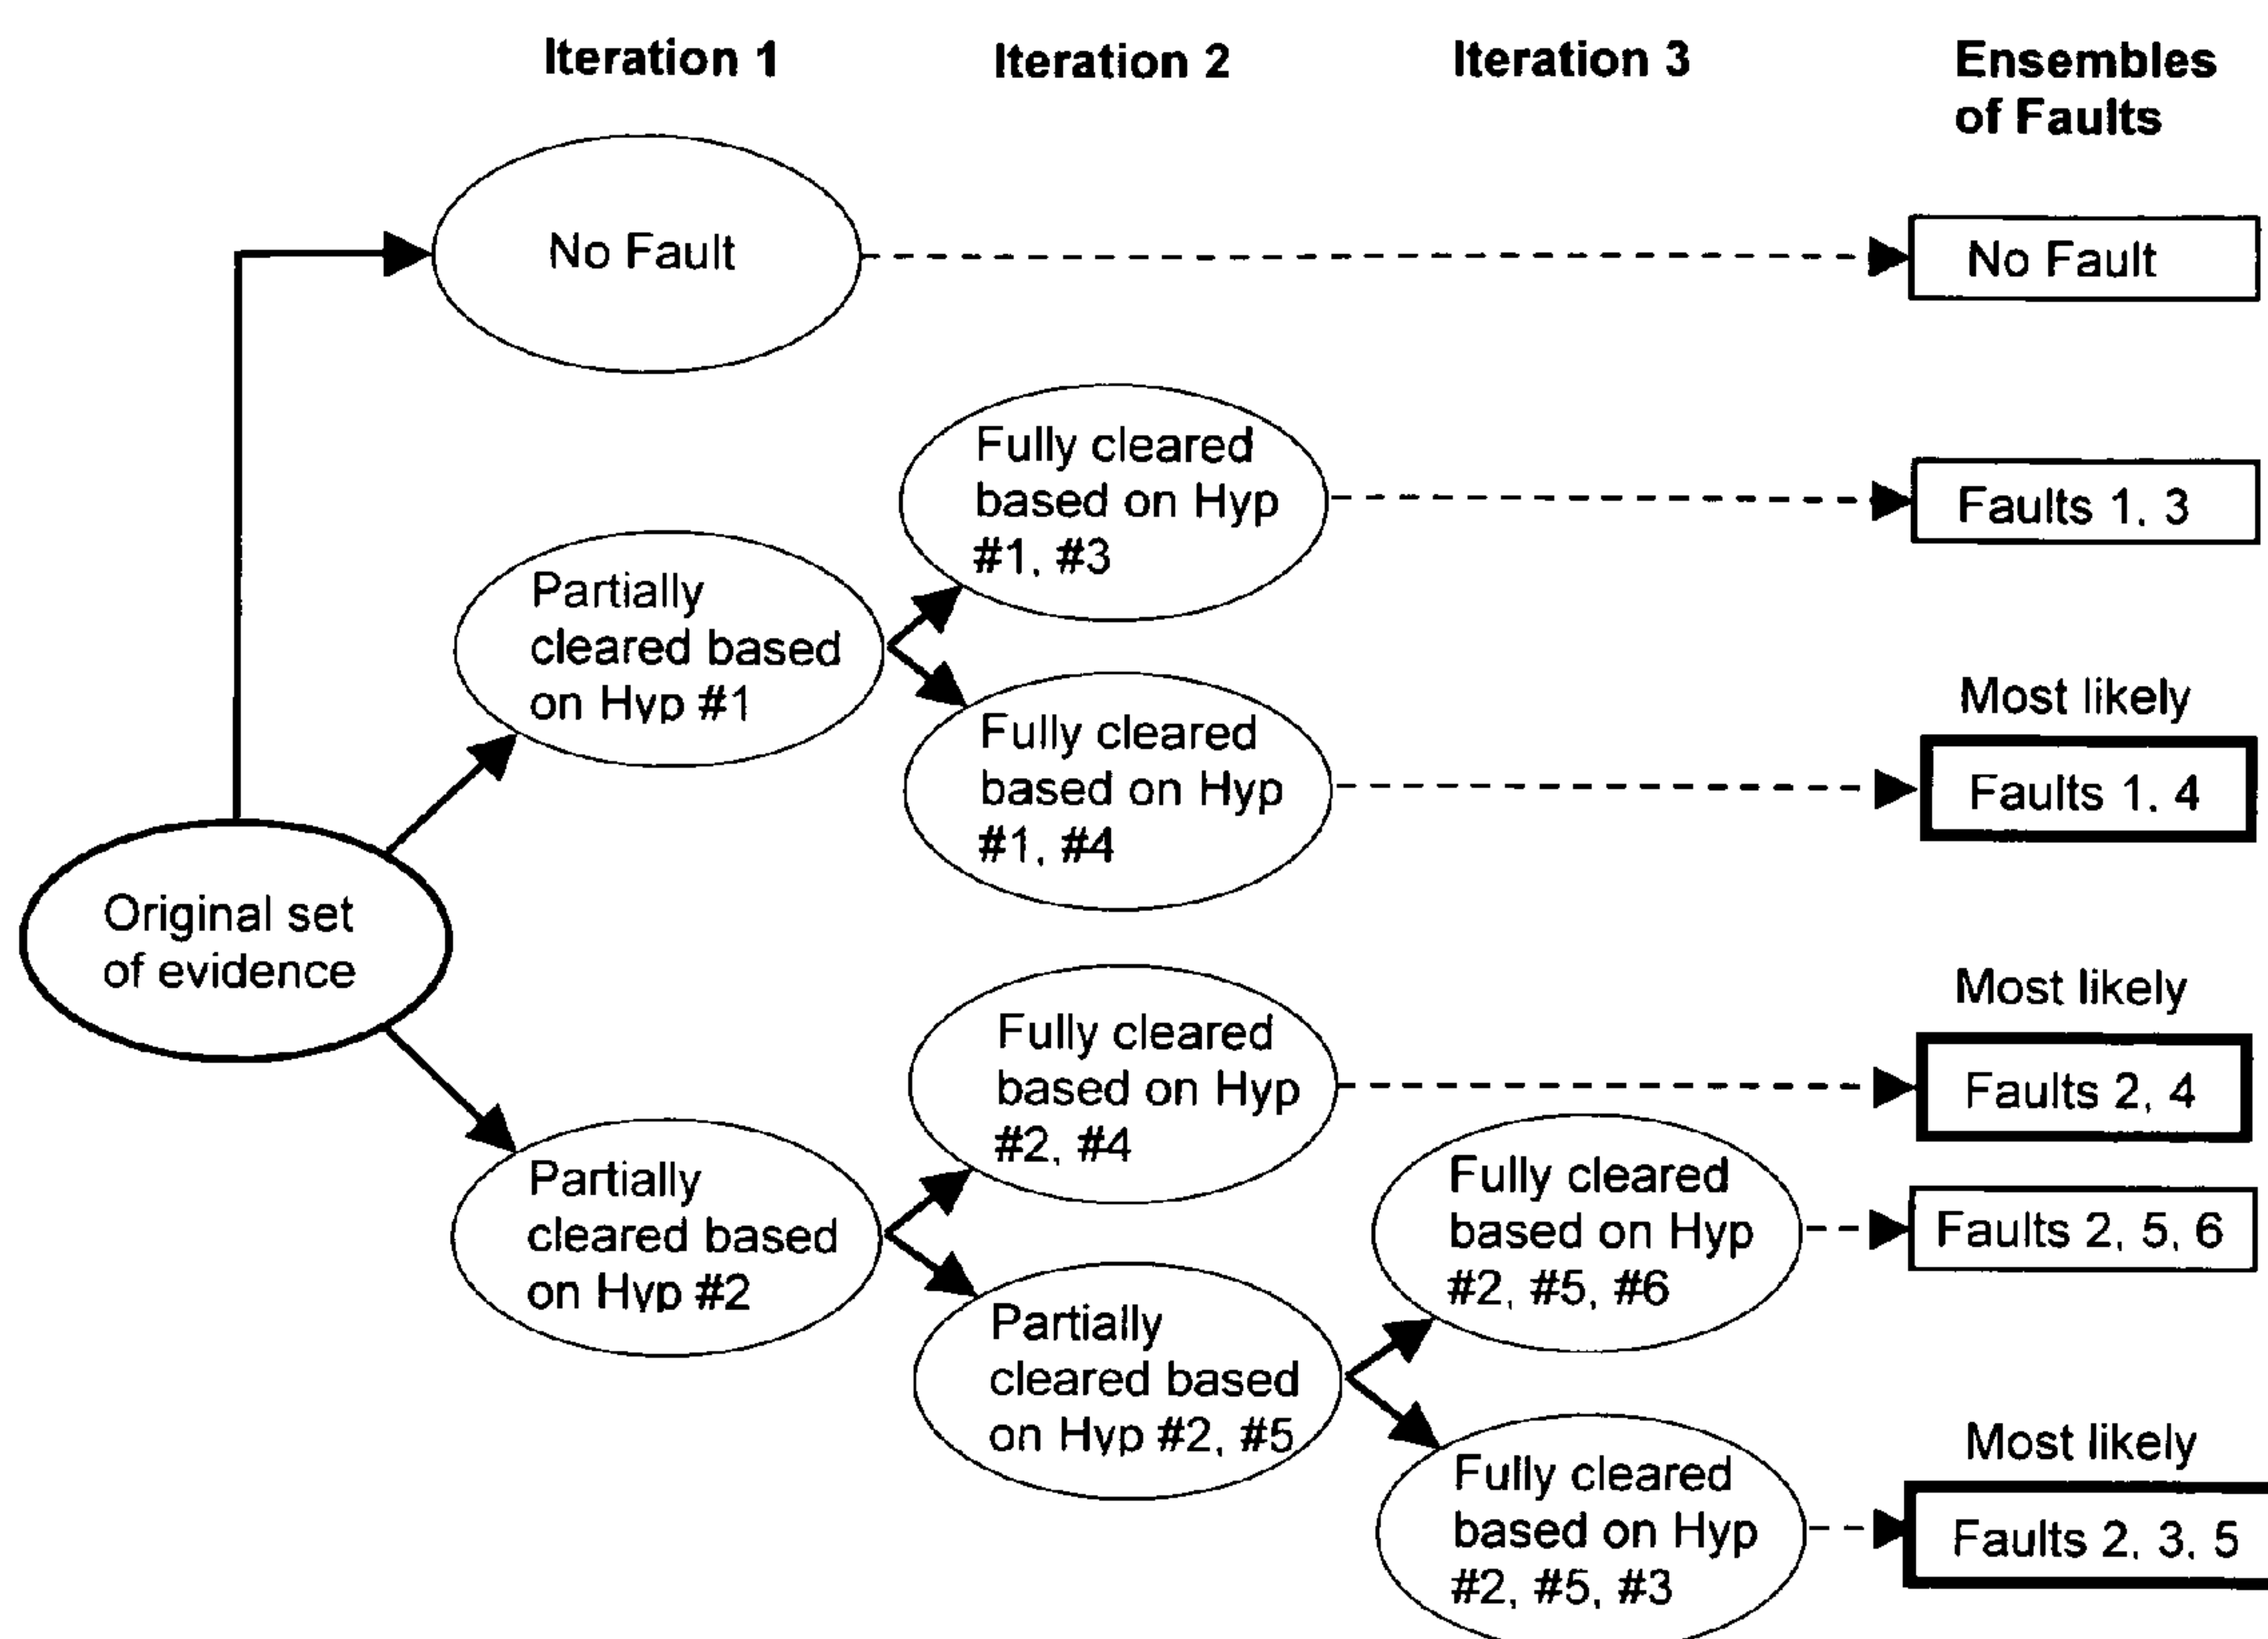 Iteration 1
Iteration 2
Iteration 3
Ensembles
of Faults
No Fault
No Fault
Fully cleared
based on Hyp
#1, #3
Faults 1, 3
Partially
cleared based
on Hyp #1
Most likely
Fully cleared
based on Hyp
#1, #4
Faults 1, 4
Original set
of evidence
Most likely
Fully cleared
based on Hyp
#2, #4
Faults 2, 4
Partially
cleared based
on Hyp #2
Fully cleared
based on Hyp
#2, #5, #6
Faults 2, 5, 6
Partially
cleared based
on Hyp #2, #5
Most likely
Fully cleared
based on Hyp
#2, #5, #3
Faults 2, 3, 5